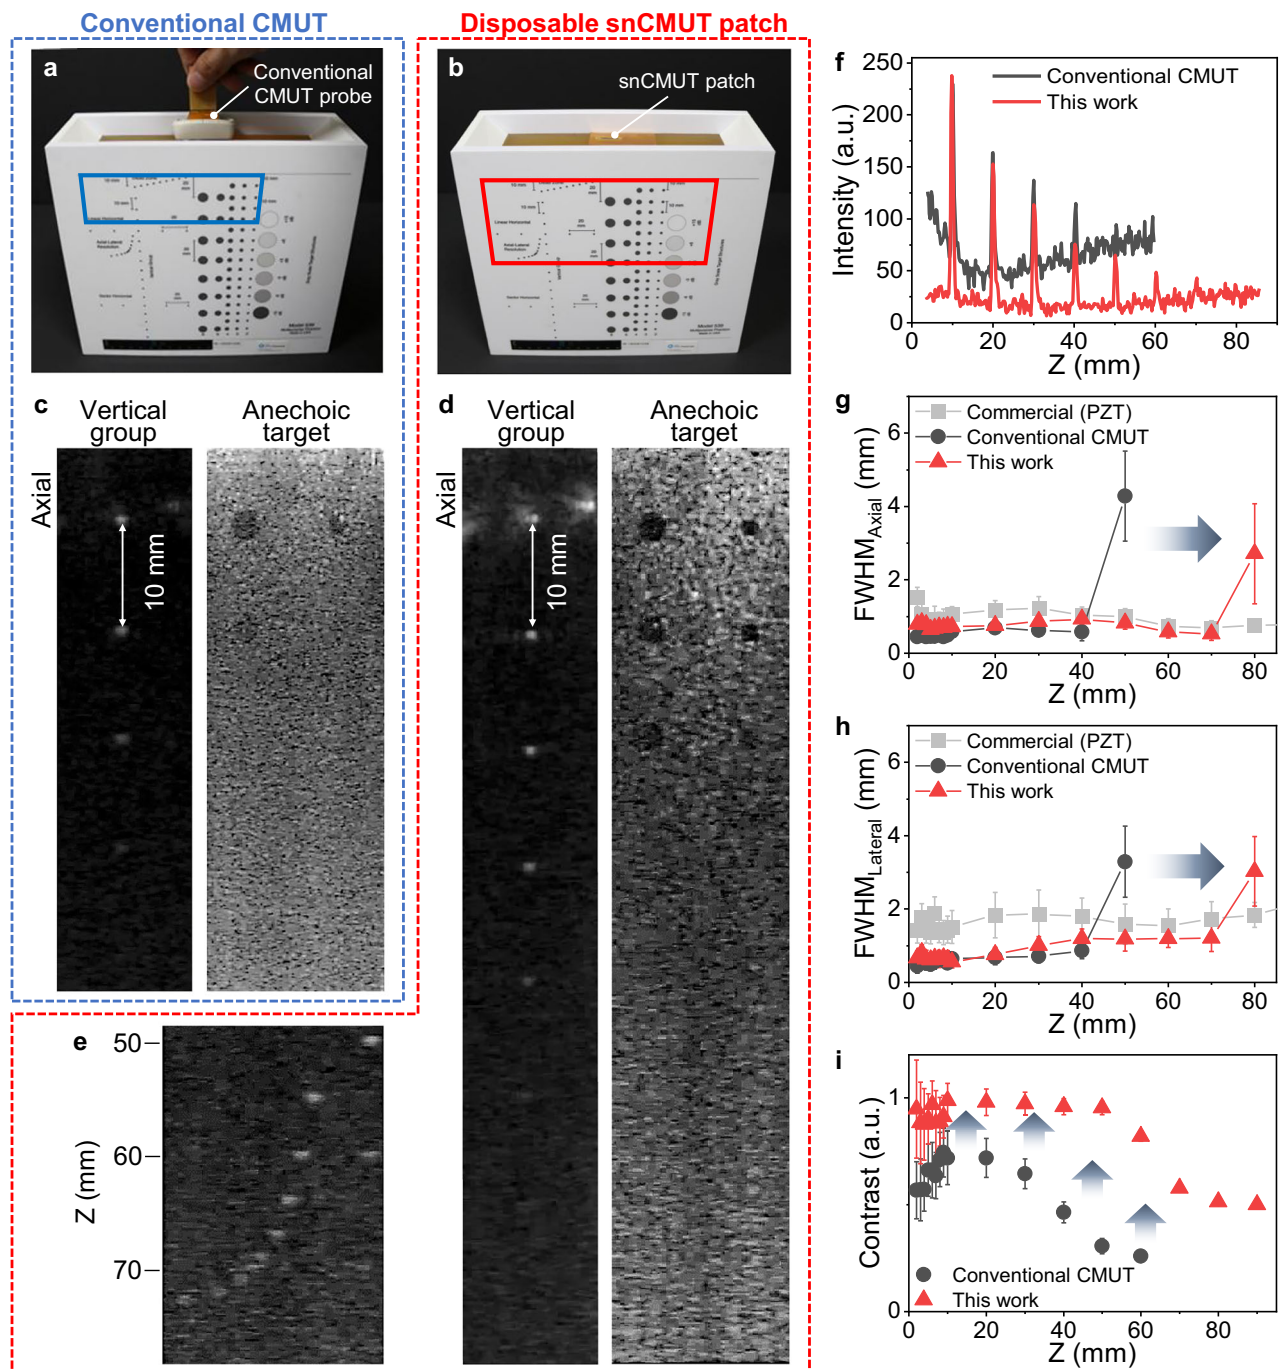 Conventional CMUT
Disposable snCMUT patch
a
Conventional
CMUT probe
b
snCMUT patch
c
Vertical
group
Anechoic
target
Axial
10 mm
d
Vertical
group
Anechoic
target
Axial
10 mm
e
50
60
70
Z (mm)
f
Conventional CMUT
This work
250
200
150
100
50
0
Intensity (a.u.)
0 20 40 60 80
Z (mm)
g
Commercial (PZT)
Conventional CMUT
This work
6
4
2
0
FWHM Axial (mm)
0 20 40 60 80
Z (mm)
h
Commercial (PZT)
Conventional CMUT
This work
6
4
2
0
FWHM Lateral (mm)
0 20 40 60 80
Z (mm)
i
1
0
Contrast (a.u.)
Conventional CMUT
This work
0 20 40 60 80
Z (mm)